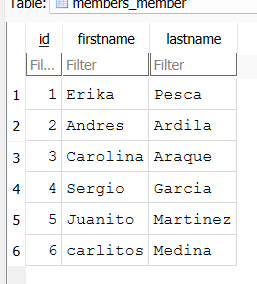 Table: members_member
id firstname lastname
Fil... Filter Filter
1 1 Erika Pesca
2 2 Andres Ardila
3 3 Carolina Araque
4 4 Sergio Garcia
5 5 Juanito Martinez
6 6 carlitos Medina